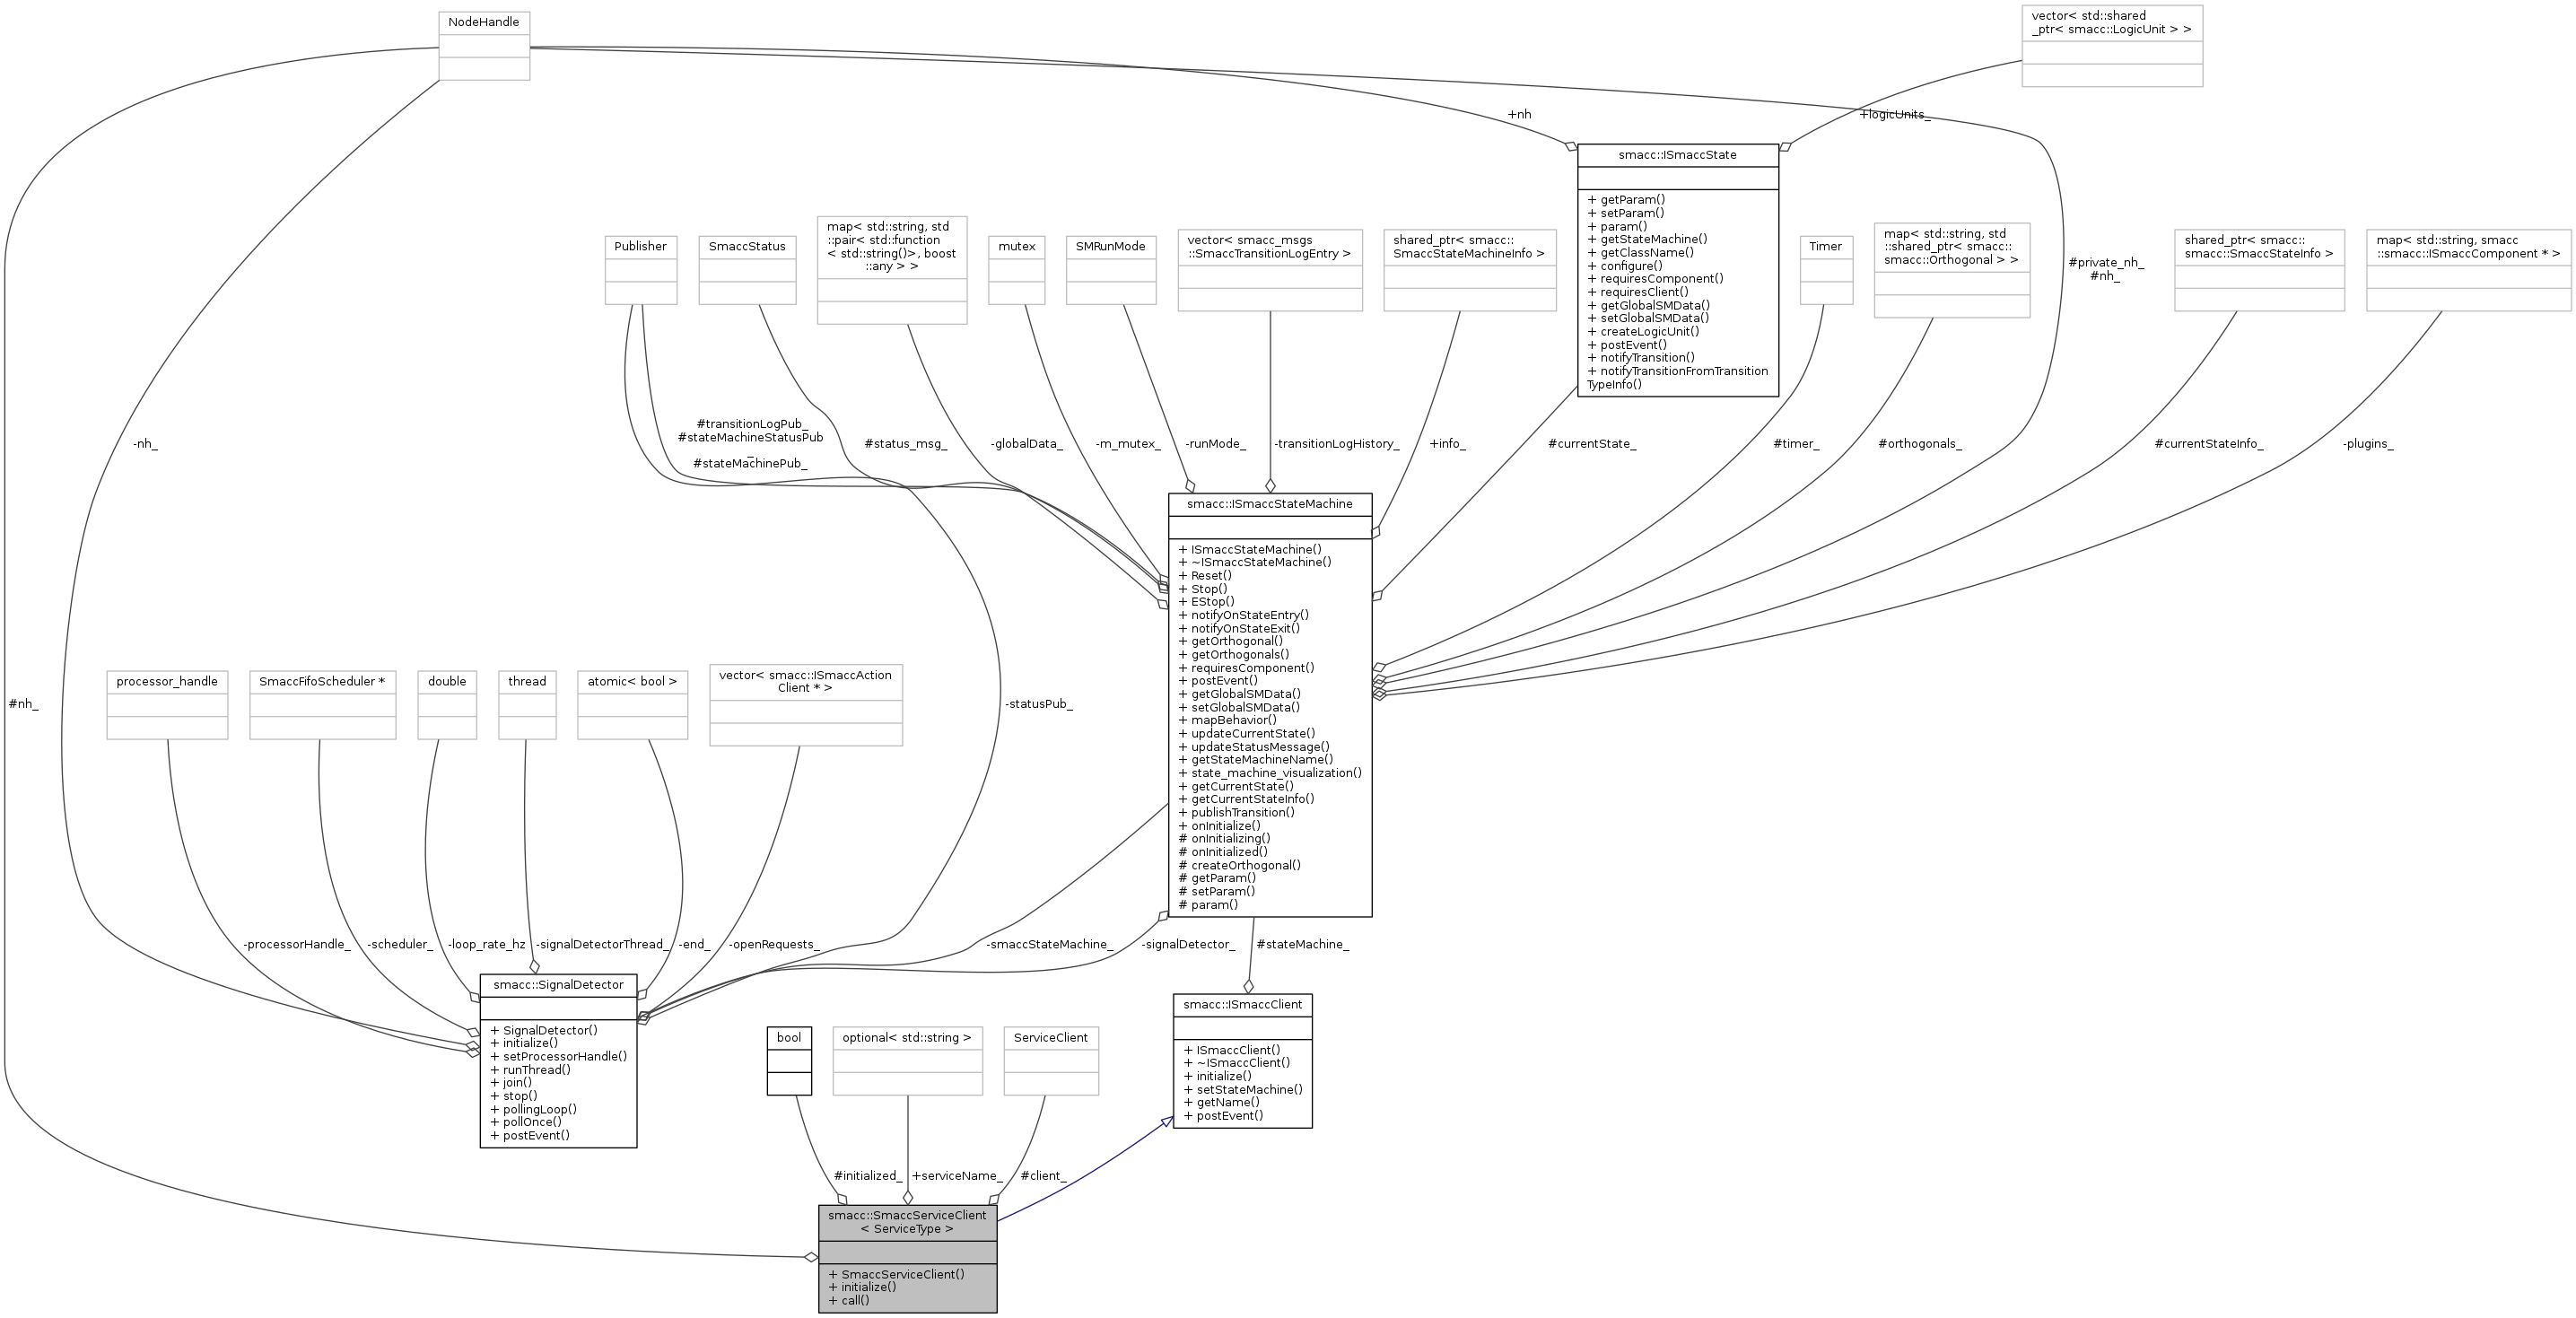 NodeHandle
vector< std::shared
_ptr< smacc::LogicUnit > >
+nh
+logicUnits_
smacc::ISmaccState
+ getParam()
+ setParam()
+ param()
+ getStateMachine()
+ getClassName()
+ configure()
+ requiresComponent()
+ requiresClient()
+ getGlobalSMData()
+ setGlobalSMData()
+ createLogicUnit()
+ postEvent()
+ notifyTransition()
+ notifyTransitionFromTransition
TypeInfo()
Publisher
SmaccStatus
map< std::string, std
::pair< std::function
< std::string()>, boost
::any > >
mutex
SMRunMode
vector< smacc_msgs
::SmaccTransitionLogEntry >
shared_ptr< smacc::
SmaccStateMachineInfo >
Timer
map< std::string, std
::shared_ptr< smacc::
smacc::Orthogonal > >
#private_nh_
#nh_
shared_ptr< smacc::
smacc::SmaccStateInfo >
map< std::string, smacc
::smacc::ISmaccComponent * >
-nh_
#transitionLogPub_
#stateMachineStatusPub
_
#stateMachinePub_
#status_msg_
-globalData_
-m_mutex_
-runMode_
-transitionLogHistory_
+info_
#currentState_
#timer_
#orthogonals_
#currentStateInfo_
-plugins_
smacc::ISmaccStateMachine
+ ISmaccStateMachine()
+ ~ISmaccStateMachine()
+ Reset()
+ Stop()
+ EStop()
+ notifyOnStateEntry()
+ notifyOnStateExit()
+ getOrthogonal()
+ getOrthogonals()
+ requiresComponent()
+ postEvent()
+ getGlobalSMData()
+ setGlobalSMData()
+ mapBehavior()
+ updateCurrentState()
+ updateStatusMessage()
+ getStateMachineName()
+ state_machine_visualization()
+ getCurrentState()
+ getCurrentStateInfo()
+ publishTransition()
+ onInitialize()
# onInitializing()
# onInitialized()
# createOrthogonal()
# getParam()
# setParam()
# param()
#nh_
processor_handle
SmaccFifoScheduler *
double
thread
atomic< bool >
vector< smacc::ISmaccAction
Client * >
-statusPub_
-processorHandle_
-scheduler_
-loop_rate_hz
-signalDetectorThread_
-end_
-openRequests_
-smaccStateMachine_
-signalDetector_
#stateMachine_
smacc::SignalDetector
+ SignalDetector()
+ initialize()
+ setProcessorHandle()
+ runThread()
+ join()
+ stop()
+ pollingLoop()
+ pollOnce()
+ postEvent()
bool
optional< std::string >
ServiceClient
smacc::ISmaccClient
+ ISmaccClient()
+ ~ISmaccClient()
+ initialize()
+ setStateMachine()
+ getName()
+ postEvent()
#initialized_
+serviceName_
#client_
smacc::SmaccServiceClient
< ServiceType >
+ SmaccServiceClient()
+ initialize()
+ call()